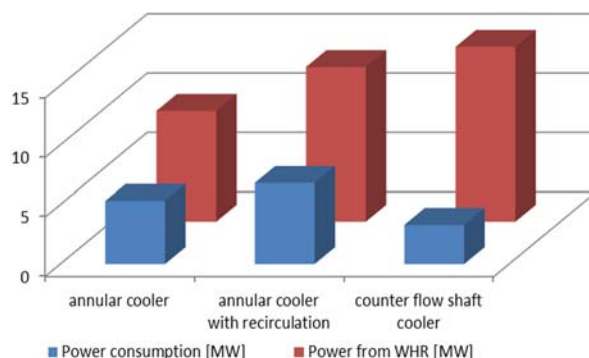 15
10
5
0
annular cooler
annular cooler
with recirculation
counter flow shaft
cooler
Power consumption [MW]
Power from WHR [MW]